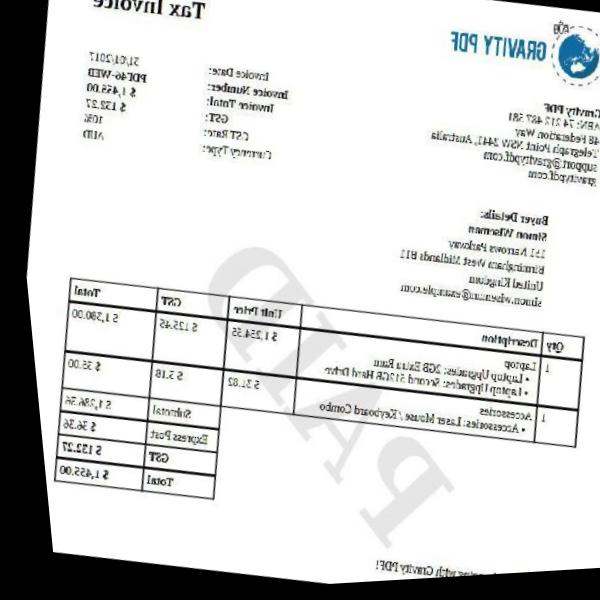 Tax Invoice
GRAVITY PDF
Gravity PDF
ABN: 74 212 487 581
48 Federation Way
Telegraph Point NSW 2441, Australia,
support@gravitypdf.com
gravitypdf.com
Invoice Date: 31/01/2017
Invoice Number: PDF46-WEB
Invoice Total: $ 1,455.00
GST: $ 132.27
GST Rate: 10%
Currency Type: AUD
Buyer Details:
Simon Wiseman
151 Narrows Parkway
Birmingham West Midlands B11
United Kingdom
simon.wiseman@example.com
PAID
Qty Description Unit Price GST Total
1 Laptop $ 1,254.55 $ 125.45 $ 1,380.00
• Laptop Upgrades: 2GB Extra Ram
• Laptop Upgrades: Second 512GB Hard Drive
1 Accessories $ 31.82 $ 3.18 $ 35.00
• Accessories: Laser Mouse / Keyboard Combo
Subtotal $ 1,286.36
Express Post $ 36.36
GST $ 132.27
Total $ 1,455.00
with Gravity PDF!